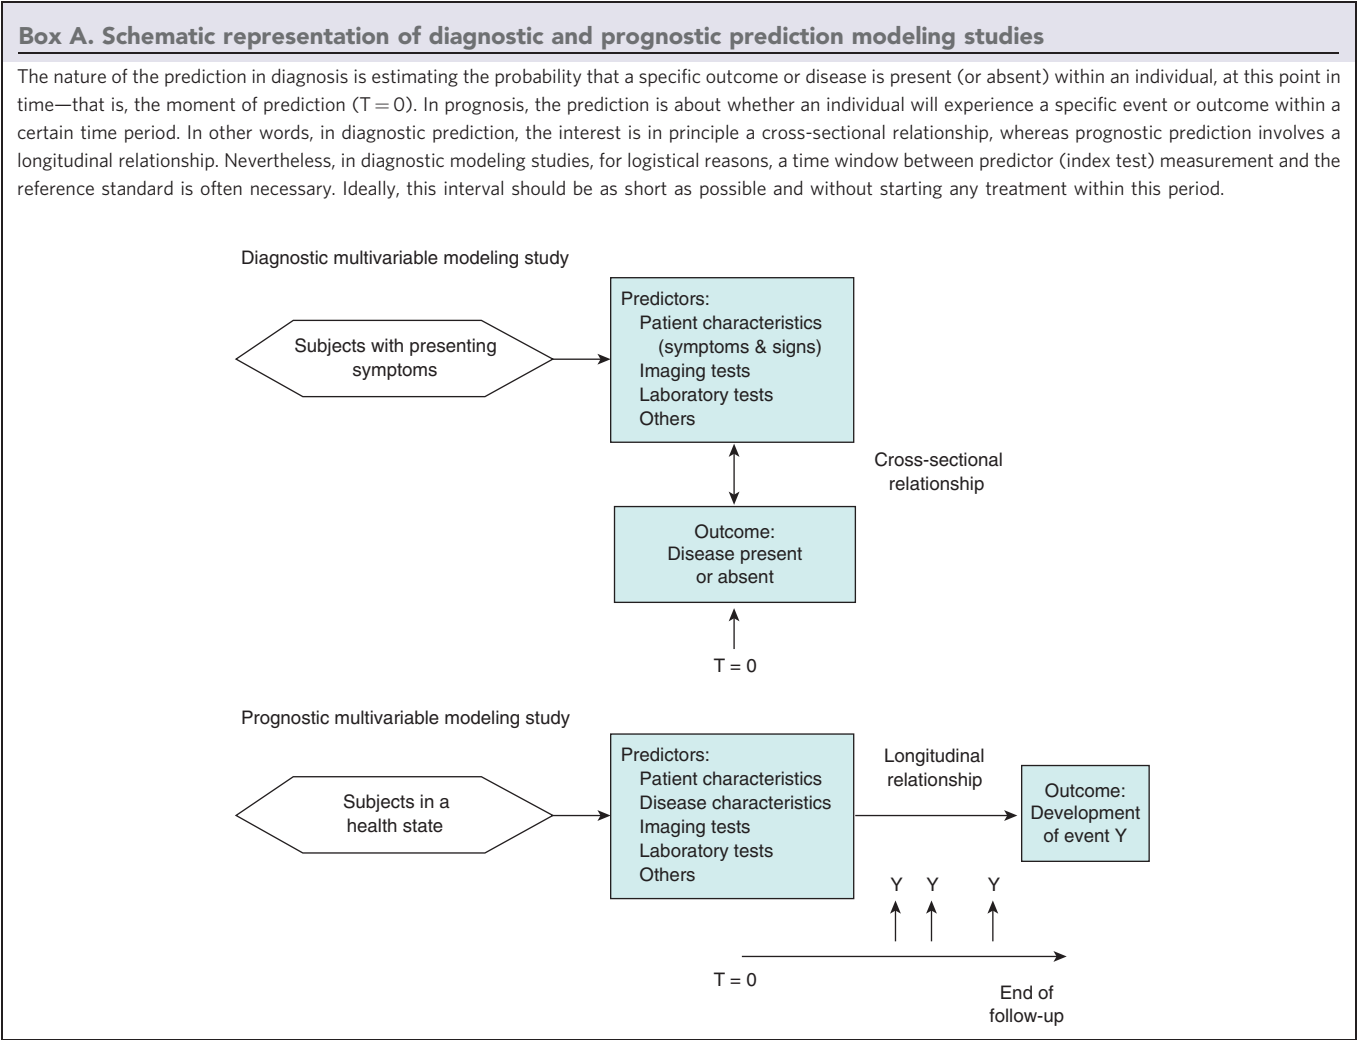 Box A. Schematic representation of diagnostic and prognostic prediction modeling studies
The nature of the prediction in diagnosis is estimating the probability that a specific outcome or disease is present (or absent) within an individual, at this point in
time—that is, the moment of prediction (T = 0). In prognosis, the prediction is about whether an individual will experience a specific event or outcome within a
certain time period. In other words, in diagnostic prediction, the interest is in principle a cross-sectional relationship, whereas prognostic prediction involves a
longitudinal relationship. Nevertheless, in diagnostic modeling studies, for logistical reasons, a time window between predictor (index test) measurement and the
reference standard is often necessary. Ideally, this interval should be as short as possible and without starting any treatment within this period.
Diagnostic multivariable modeling study
Subjects with presenting
symptoms
Predictors:
Patient characteristics
(symptoms & signs)
Imaging tests
Laboratory tests
Others
Cross-sectional
relationship
Outcome:
Disease present
or absent
T = 0
Prognostic multivariable modeling study
Subjects in a
health state
Predictors:
Patient characteristics
Disease characteristics
Imaging tests
Laboratory tests
Others
Longitudinal
relationship
Outcome:
Development
of event Y
Y Y Y
T = 0
End of
follow-up